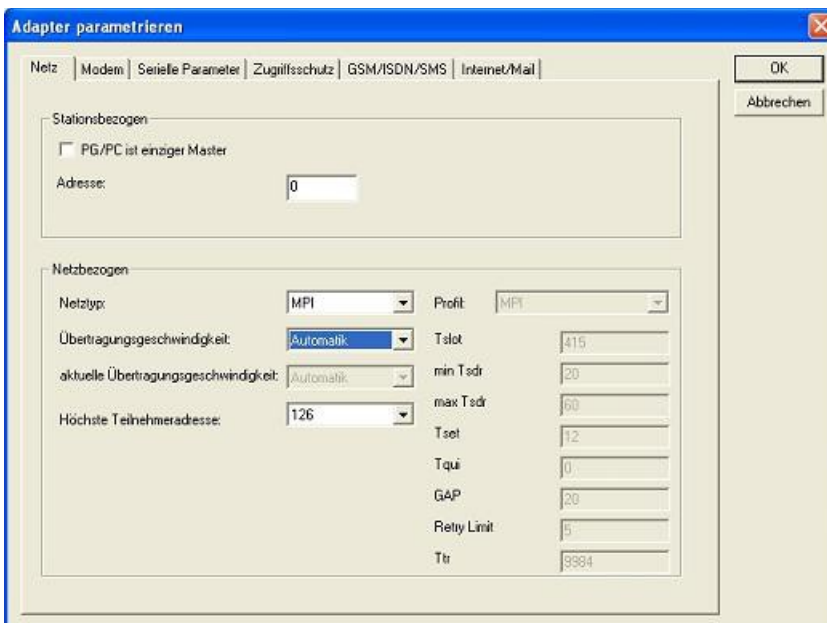 Adapter parametrieren
Netz Modem Serielle Parameter Zugriffsschutz GSM/ISDN/SMS Internet/Mail
OK
Abbrechen
Stationsbezogen
PG/PC ist einziger Master
Adresse: 0
Netzbezogen
Netztyp: MPI
Profil: MPI
Übertragungsgeschwindigkeit: Automatik
Tslot 415
aktuelle Übertragungsgeschwindigkeit: Automatik
min Tsdr 20
max Tsdr 60
Höchste Teilnehmeradresse: 126
Tset 12
Tqui 0
GAP 20
Retry Limit 5
Ttr 9984